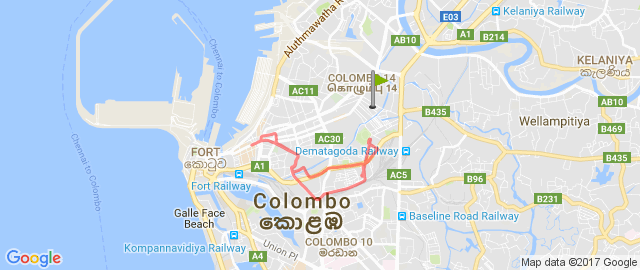 Kelaniya Railway
E03
AB10
A1
B214
Aluthmawatha Rd
KELANIYA
කැලණිය
Chennai to Colombo
COLOMBO 14
கொழும்பு 14
AC11
AB10
B435
Wellampitiya
B469
AC30
B435
FORT
කොටුව
Dematagoda Railway
A1
Fort Railway
AC5
B96
B231
Chennai to Colombo
Colombo
කොළඹ
Galle Face
Beach
Baseline Road Railway
Kompannavidiya Railway
Union Pl
COLOMBO 10
මරදාන
A4
Google
Map data ©2017 Google